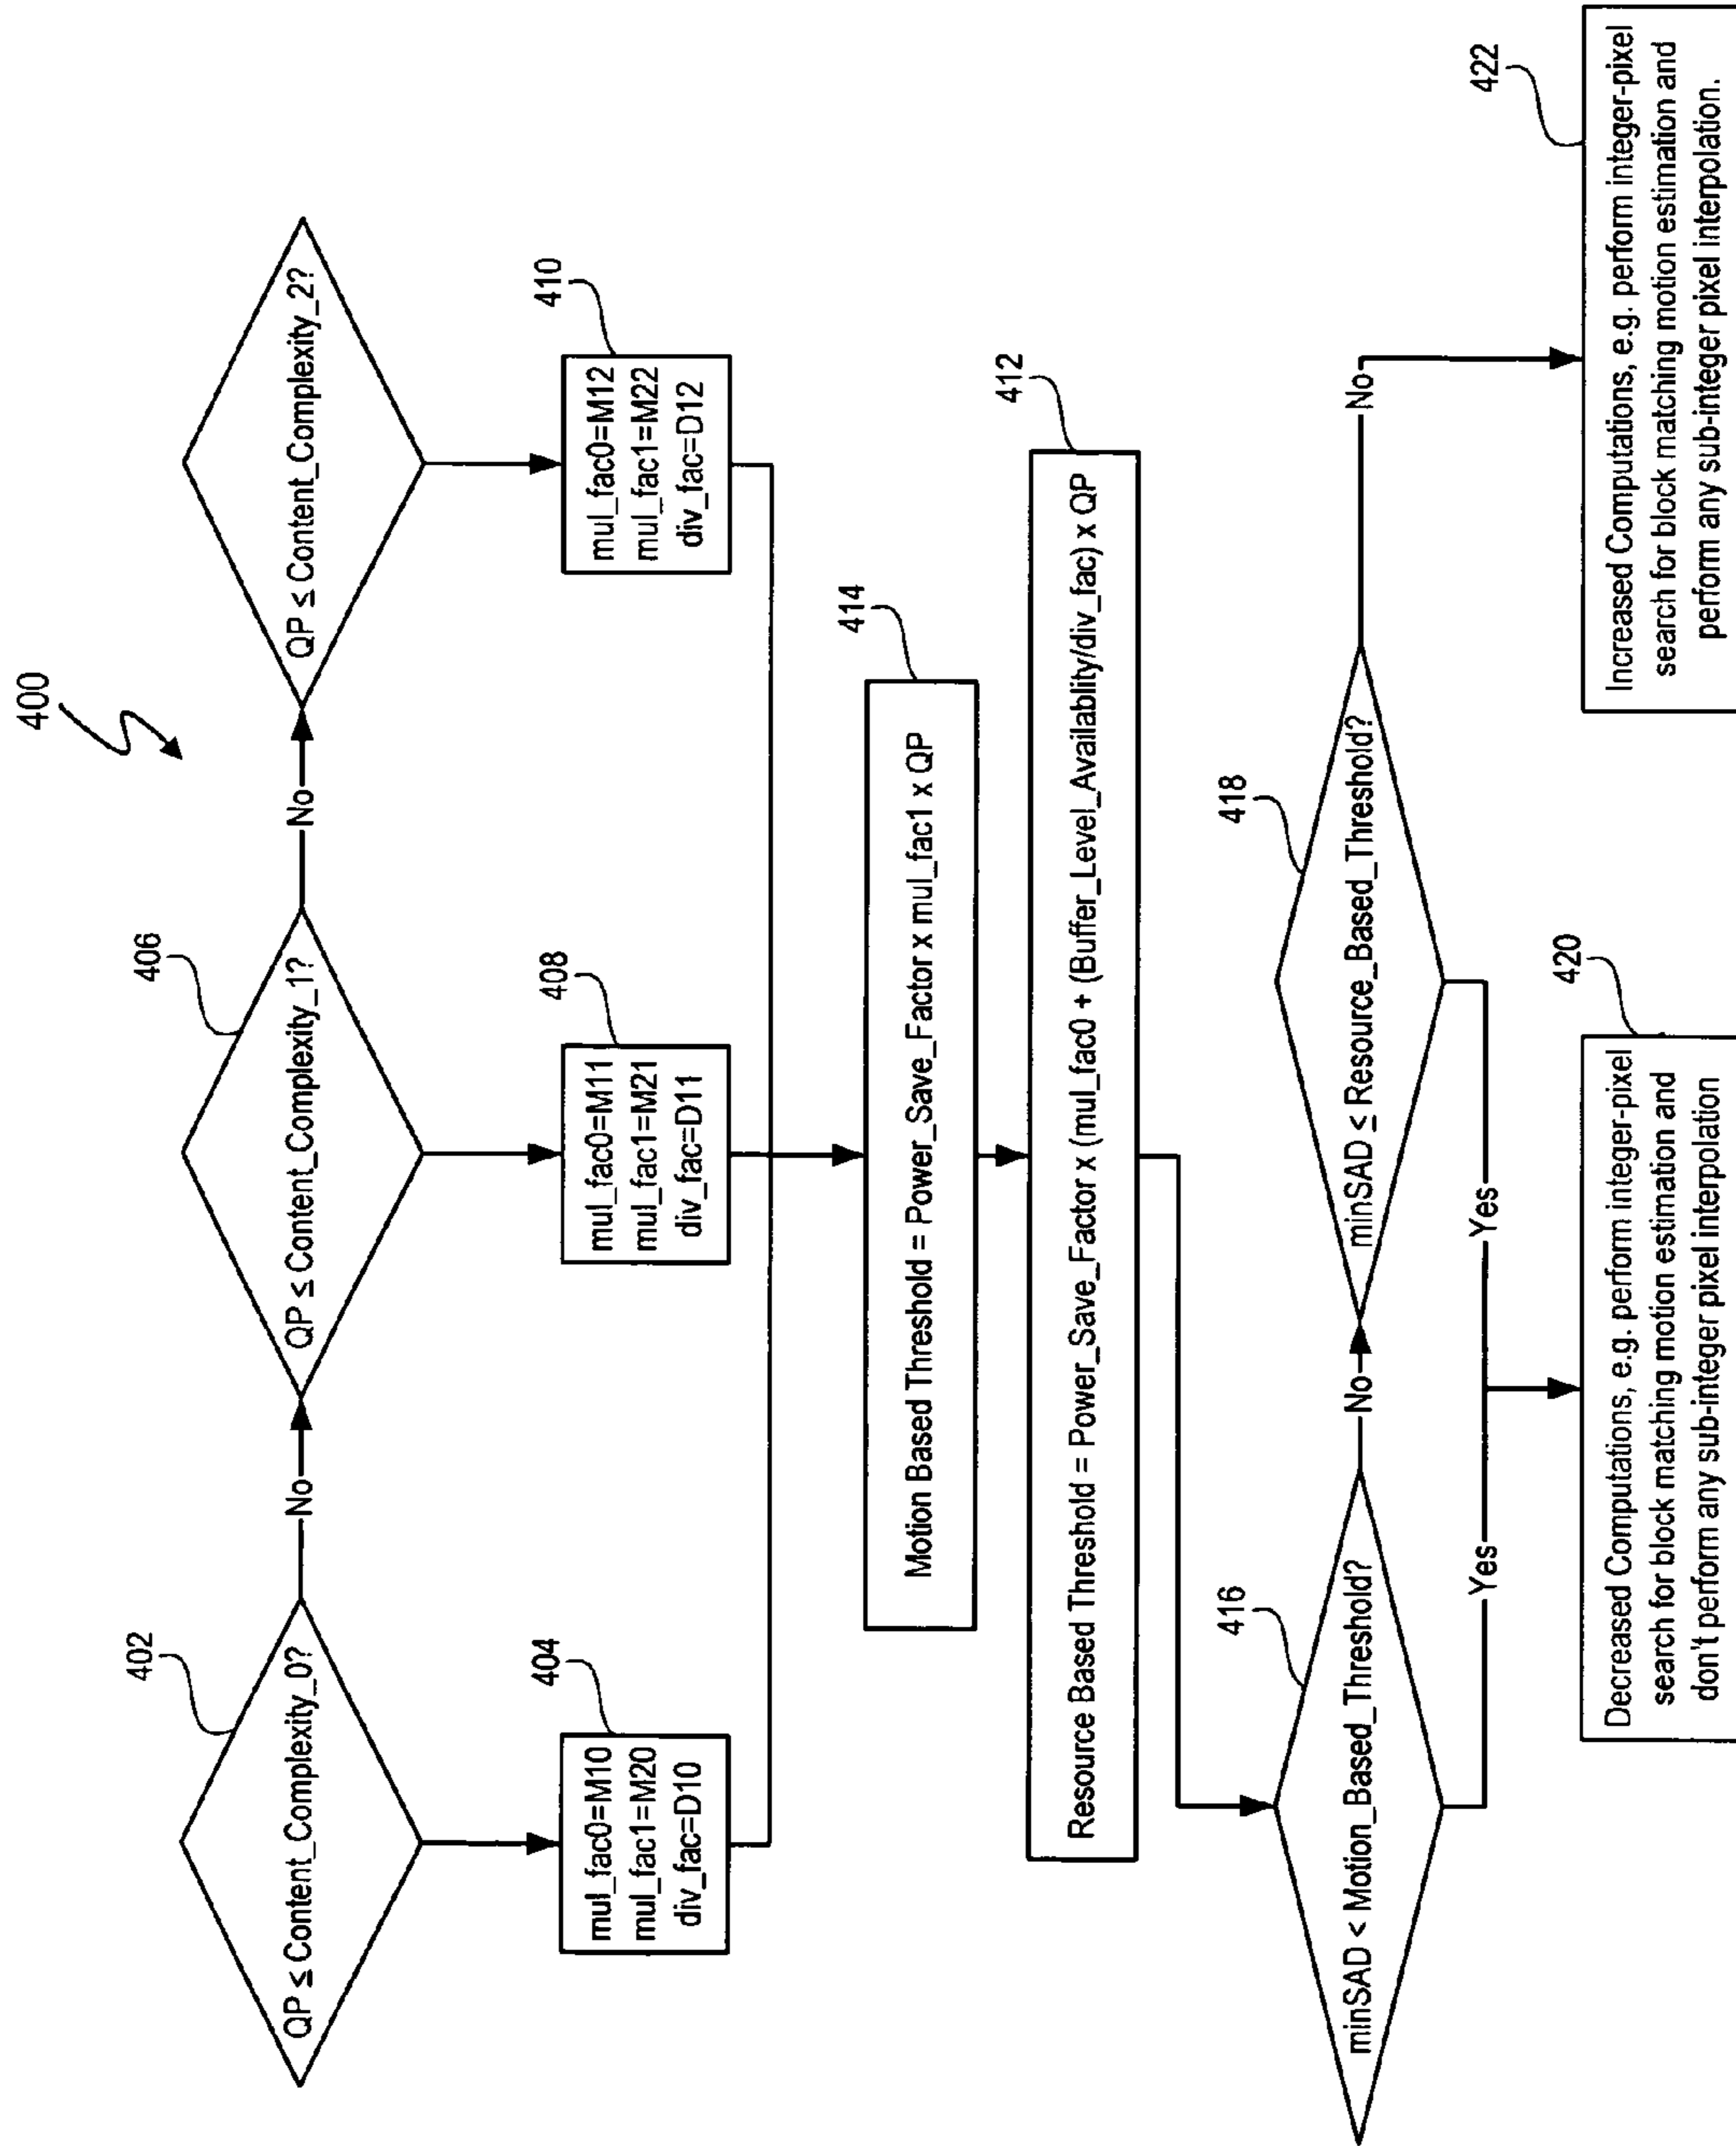 400
402
QP ≤ Content_Complexity_0?
No
406
QP ≤ Content_Complexity_1?
No
QP ≤ Content_Complexity_2?
404
mul_fac0=M10
mul_fac1=M20
div_fac=D10
408
mul_fac0=M11
mul_fac1=M21
div_fac=D11
410
mul_fac0=M12
mul_fac1=M22
div_fac=D12
414
Motion Based Threshold = Power_Save_Factor x mul_fac1 x QP
412
Resource Based Threshold = Power_Save_Factor x (mul_fac0 + (Buffer_Level_Availablity/div_fac) x QP
416
minSAD < Motion_Based_Threshold?
No
418
minSAD ≤ Resource_Based_Threshold?
No
Yes
Yes
420
Decreased Computations, e.g. perform integer-pixel
search for block matching motion estimation and
don't perform any sub-integer pixel interpolation
422
Increased Computations, e.g. perform integer-pixel
search for block matching motion estimation and
perform any sub-integer pixel interpolation.